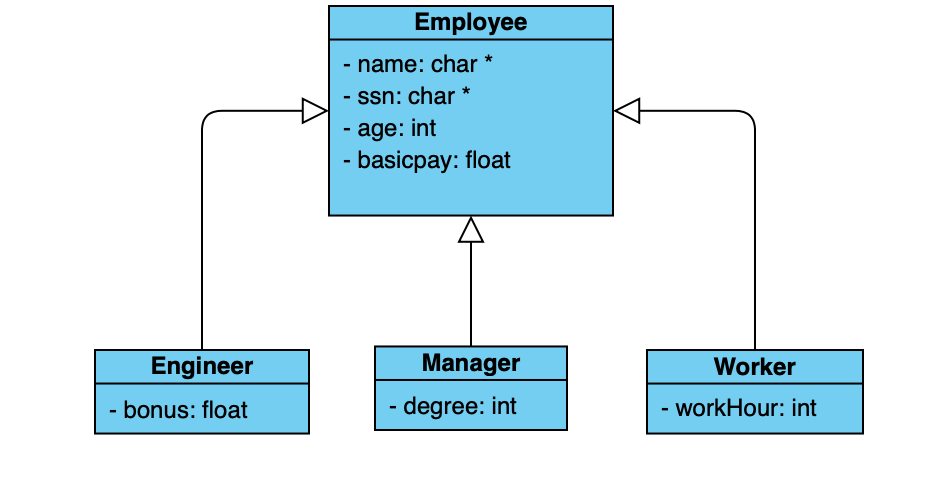 Employee
- name: char *
- ssn: char *
- age: int
- basicpay: float
Engineer
- bonus: float
Manager
- degree: int
Worker
- workHour: int